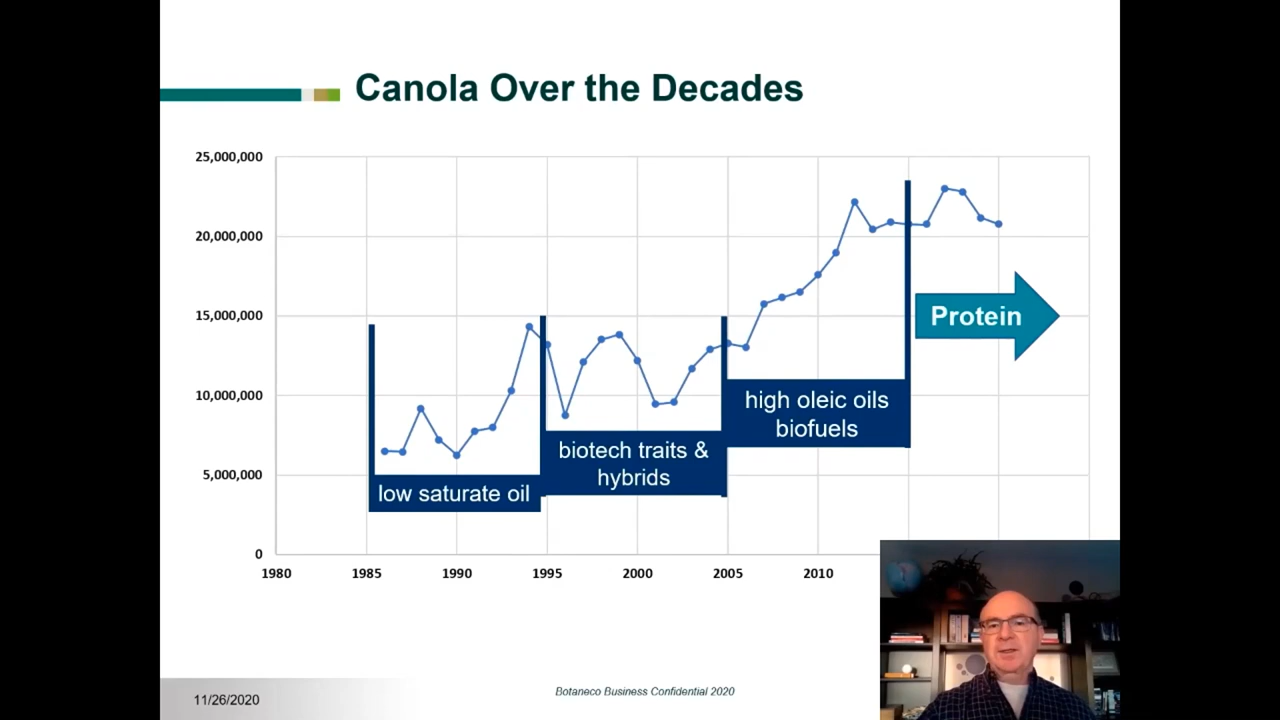 Canola Over the Decades
25,000,000
20,000,000
15,000,000
10,000,000
5,000,000
0
Protein
high oleic oils
biofuels
biotech traits &
hybrids
low saturate oil
1980 1985 1990 1995 2000 2005 2010
11/26/2020
Botaneco Business Confidential 2020